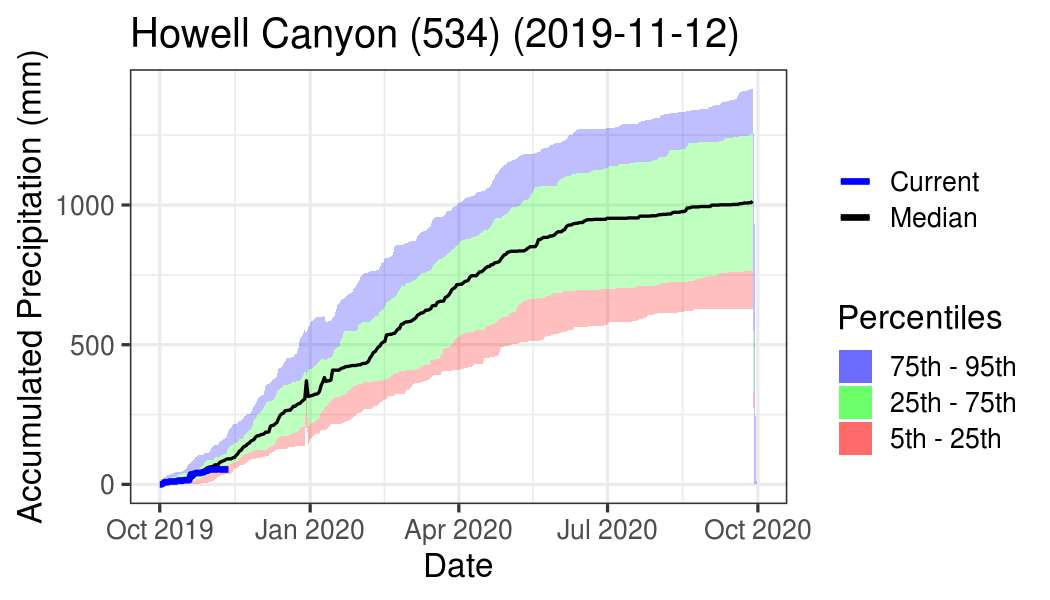 Howell Canyon (534) (2019-11-12)
Accumulated Precipitation (mm)
1000
500
0
Oct 2019
Jan 2020
Apr 2020
Jul 2020
Oct 2020
Date
Current
Median
Percentiles
75th - 95th
25th - 75th
5th - 25th